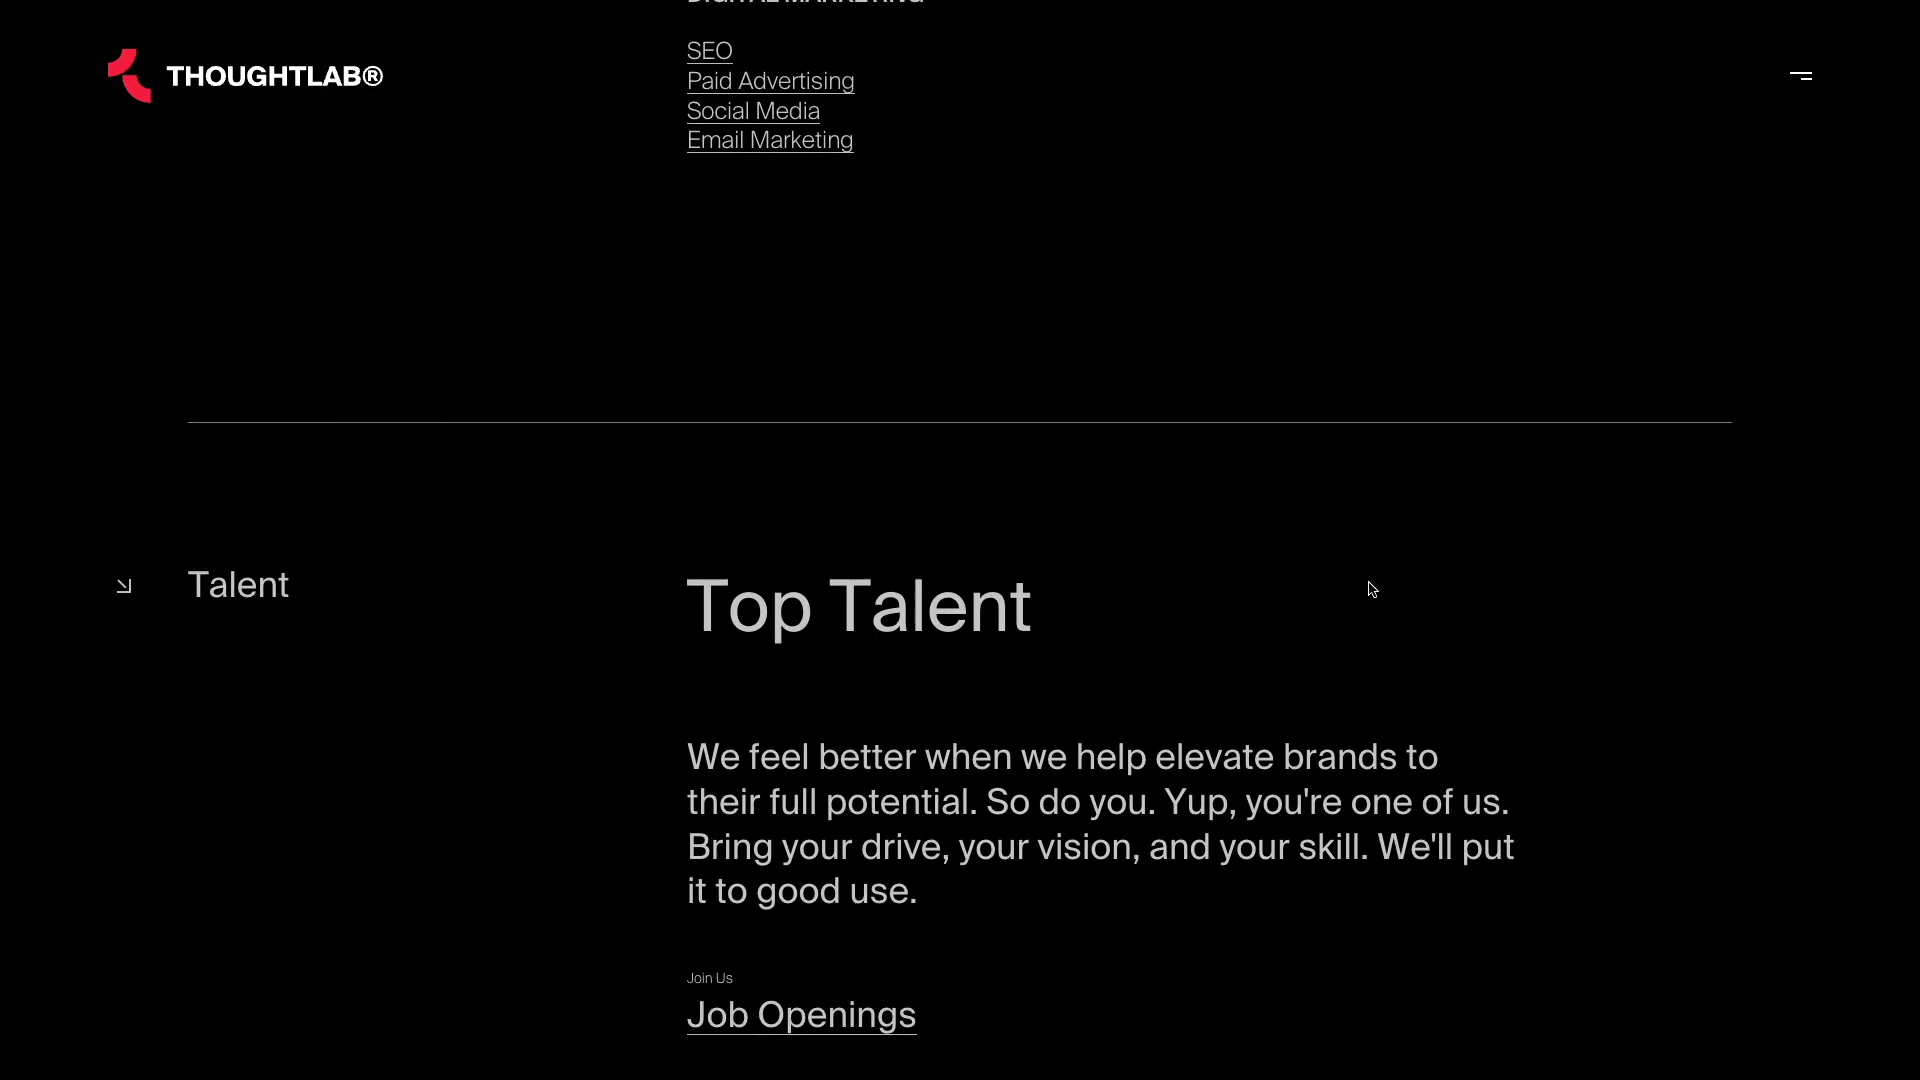 DIGITAL MARKETING
THOUGHTLAB®
SEO
Paid Advertising
Social Media
Email Marketing
Talent
Top Talent
We feel better when we help elevate brands to
their full potential. So do you. Yup, you're one of us.
Bring your drive, your vision, and your skill. We'll put
it to good use.
Join Us
Job Openings